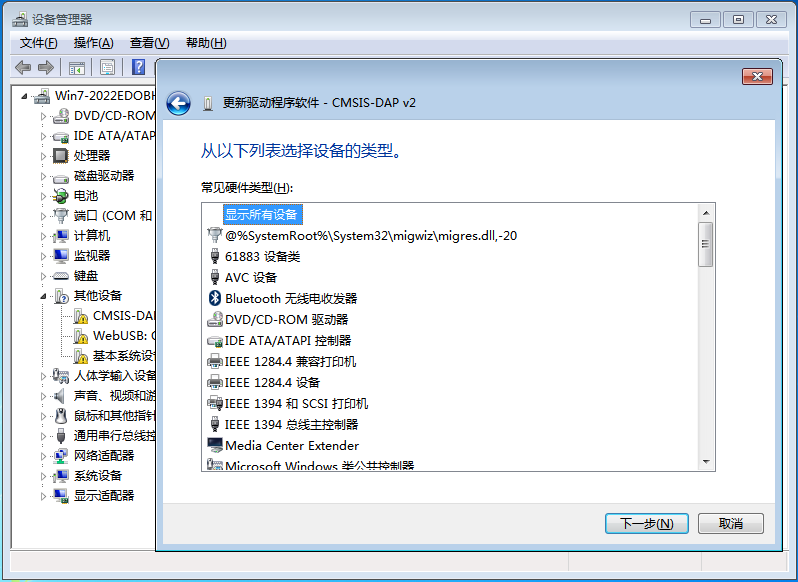 设备管理器
文件(F) 操作(A) 查看(V) 帮助(H)
Win7-2022EDOBH
DVD/CD-ROM
IDE ATA/ATAP
处理器
磁盘驱动器
电池
端口 (COM 和
计算机
监视器
键盘
其他设备
CMSIS-DA
WebUSB:
基本系统设
人体学输入设备
声音、视频和游
鼠标和其他指针
通用串行总线控
网络适配器
系统设备
显示适配器
更新驱动程序软件 - CMSIS-DAP v2
从以下列表选择设备的类型。
常见硬件类型(H):
显示所有设备
@%SystemRoot%\System32\migwiz\migres.dll,-20
61883 设备类
AVC 设备
Bluetooth 无线电收发器
DVD/CD-ROM 驱动器
IDE ATA/ATAPI 控制器
IEEE 1284.4 兼容打印机
IEEE 1284.4 设备
IEEE 1394 和 SCSI 打印机
IEEE 1394 总线主控制器
Media Center Extender
Microsoft Windows 类公共控制器
下一步(N) 取消